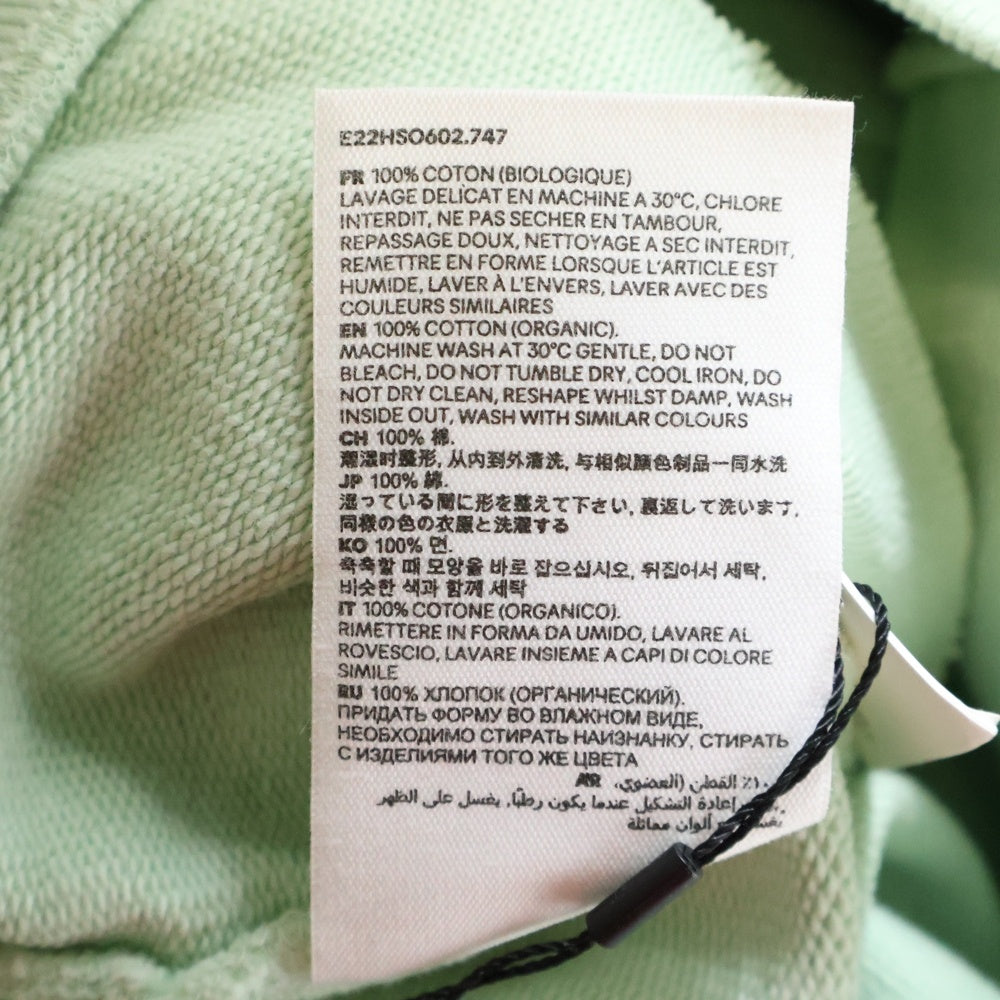 E22HSO602.747
FR 100% COTON (BIOLOGIQUE)
LAVAGE DELICAT EN MACHINE A 30°C, CHLORE
INTERDIT, NE PAS SECHER EN TAMBOUR,
REPASSAGE DOUX, NETTOYAGE A SEC INTERDIT,
REMETTRE EN FORME LORSQUE L'ARTICLE EST
HUMIDE, LAVER À L'ENVERS, LAVER AVEC DES
COULEURS SIMILAIRES
EN 100% COTTON (ORGANIC).
MACHINE WASH AT 30°C GENTLE, DO NOT
BLEACH, DO NOT TUMBLE DRY, COOL IRON, DO
NOT DRY CLEAN, RESHAPE WHILST DAMP, WASH
INSIDE OUT, WASH WITH SIMILAR COLOURS
CH 100% 棉.
潮湿时整形, 从内到外清洗, 与相似颜色制品一同水洗
JP 100% 綿.
湿っている間に形を整えて下さい, 裏返して洗います,
同様の色の衣服と洗濯する
KO 100% 면.
축축할 때 모양을 바로 잡으십시오, 뒤집어서 세탁,
비슷한 색과 함께 세탁
IT 100% COTONE (ORGANICO).
RIMETTERE IN FORMA DA UMIDO, LAVARE AL
ROVESCIO, LAVARE INSIEME A CAPI DI COLORE
SIMILE
RU 100% ХЛОПОК (ОРГАНИЧЕСКИЙ).
ПРИДАТЬ ФОРМУ ВО ВЛАЖНОМ ВИДЕ,
НЕОБХОДИМО СТИРАТЬ НАИЗНАНКУ, СТИРАТЬ
С ИЗДЕЛИЯМИ ТОГО ЖЕ ЦВЕТА
القطن (العضوي). AR
إعادة التشكيل عندما يكون رطبًا, يغسل على الظهر
ألوان مماثلة